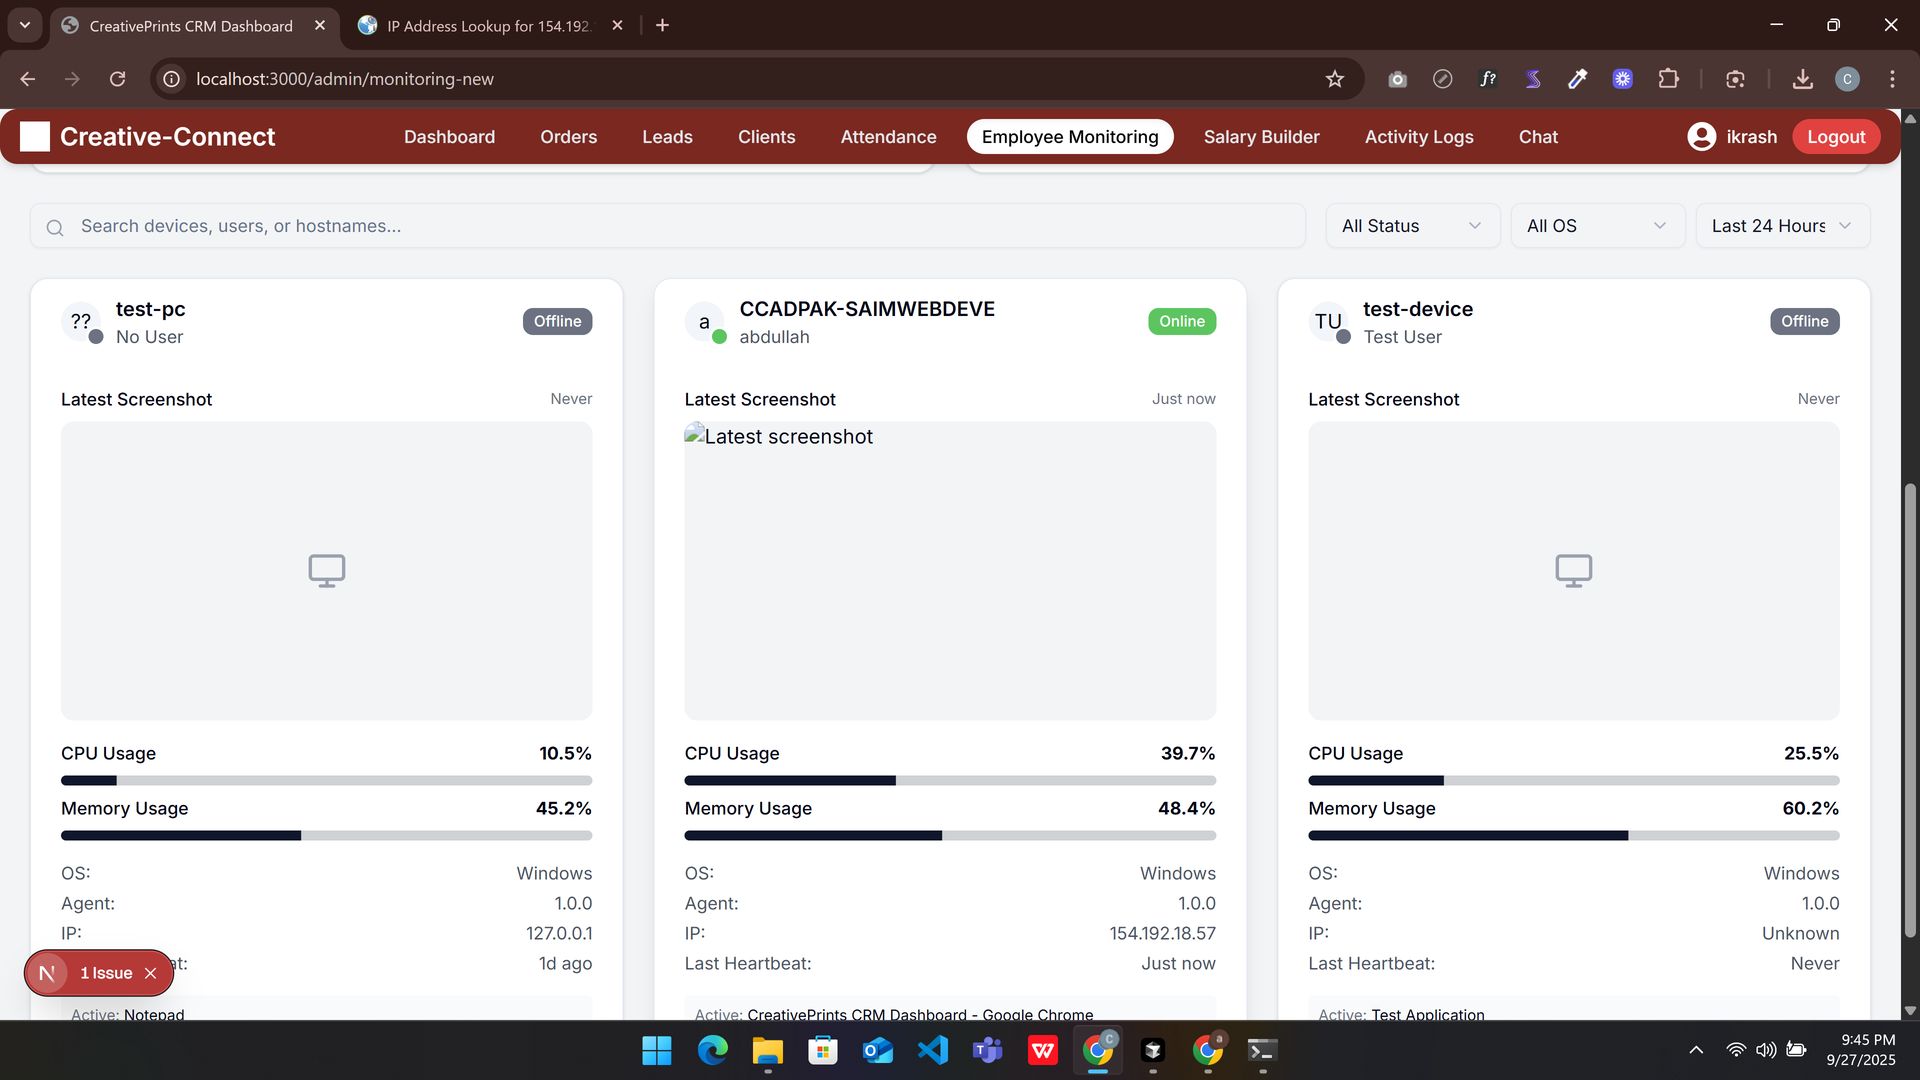 CreativePrints CRM Dashboard
IP Address Lookup for 154.192.
localhost:3000/admin/monitoring-new
C
Creative-Connect
Dashboard
Orders
Leads
Clients
Attendance
Employee Monitoring
Salary Builder
Activity Logs
Chat
ikrash
Logout
Search devices, users, or hostnames...
All Status
All OS
Last 24 Hours
??
test-pc
No User
Offline
Latest Screenshot
Never
CPU Usage
10.5%
Memory Usage
45.2%
OS:
Windows
Agent:
1.0.0
IP:
127.0.0.1
at:
1d ago
Active: Notepad
a
CCADPAK-SAIMWEBDEVE
abdullah
Online
Latest Screenshot
Just now
Latest screenshot
CPU Usage
39.7%
Memory Usage
48.4%
OS:
Windows
Agent:
1.0.0
IP:
154.192.18.57
Last Heartbeat:
Just now
Active: CreativePrints CRM Dashboard - Google Chrome
TU
test-device
Test User
Offline
Latest Screenshot
Never
CPU Usage
25.5%
Memory Usage
60.2%
OS:
Windows
Agent:
1.0.0
IP:
Unknown
Last Heartbeat:
Never
Active: Test Application
N
1 Issue
9:45 PM
9/27/2025